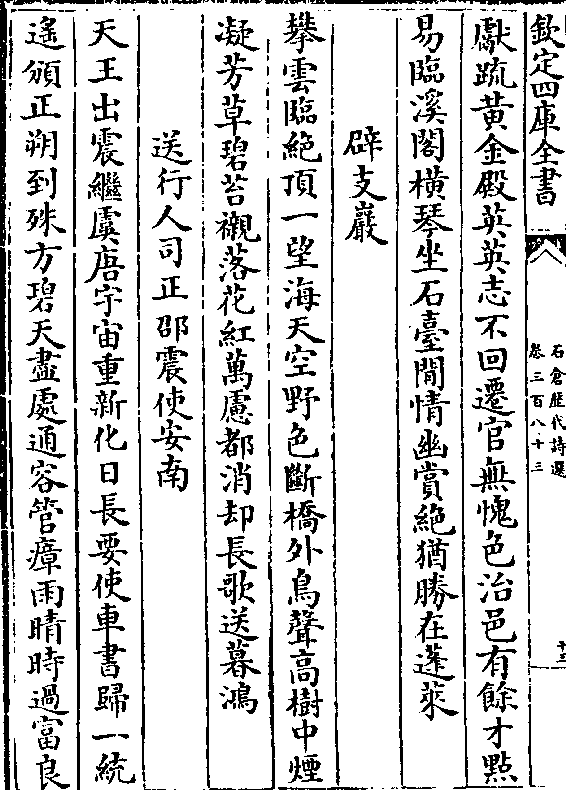 欽定四庫全書
石倉歷代詩選
卷三百八十三
十三
獻䟽黃金殿英英志不回遷官無愧色治邑有餘才點
易臨溪閣橫琴坐石臺閒情幽賞絶猶勝在蓬萊
辟支巖
攀雲臨絶頂一望海天空野色斷橋外鳥聲高樹中煙
凝芳草碧苔襯落花紅萬慮都消却長歌送暮鴻
送行人司正邵震使安南
天王出震繼虞唐宇宙重新化日長要使車書歸一統
遙頒正朔到殊方碧天盡處通容管瘴雨晴時過富良